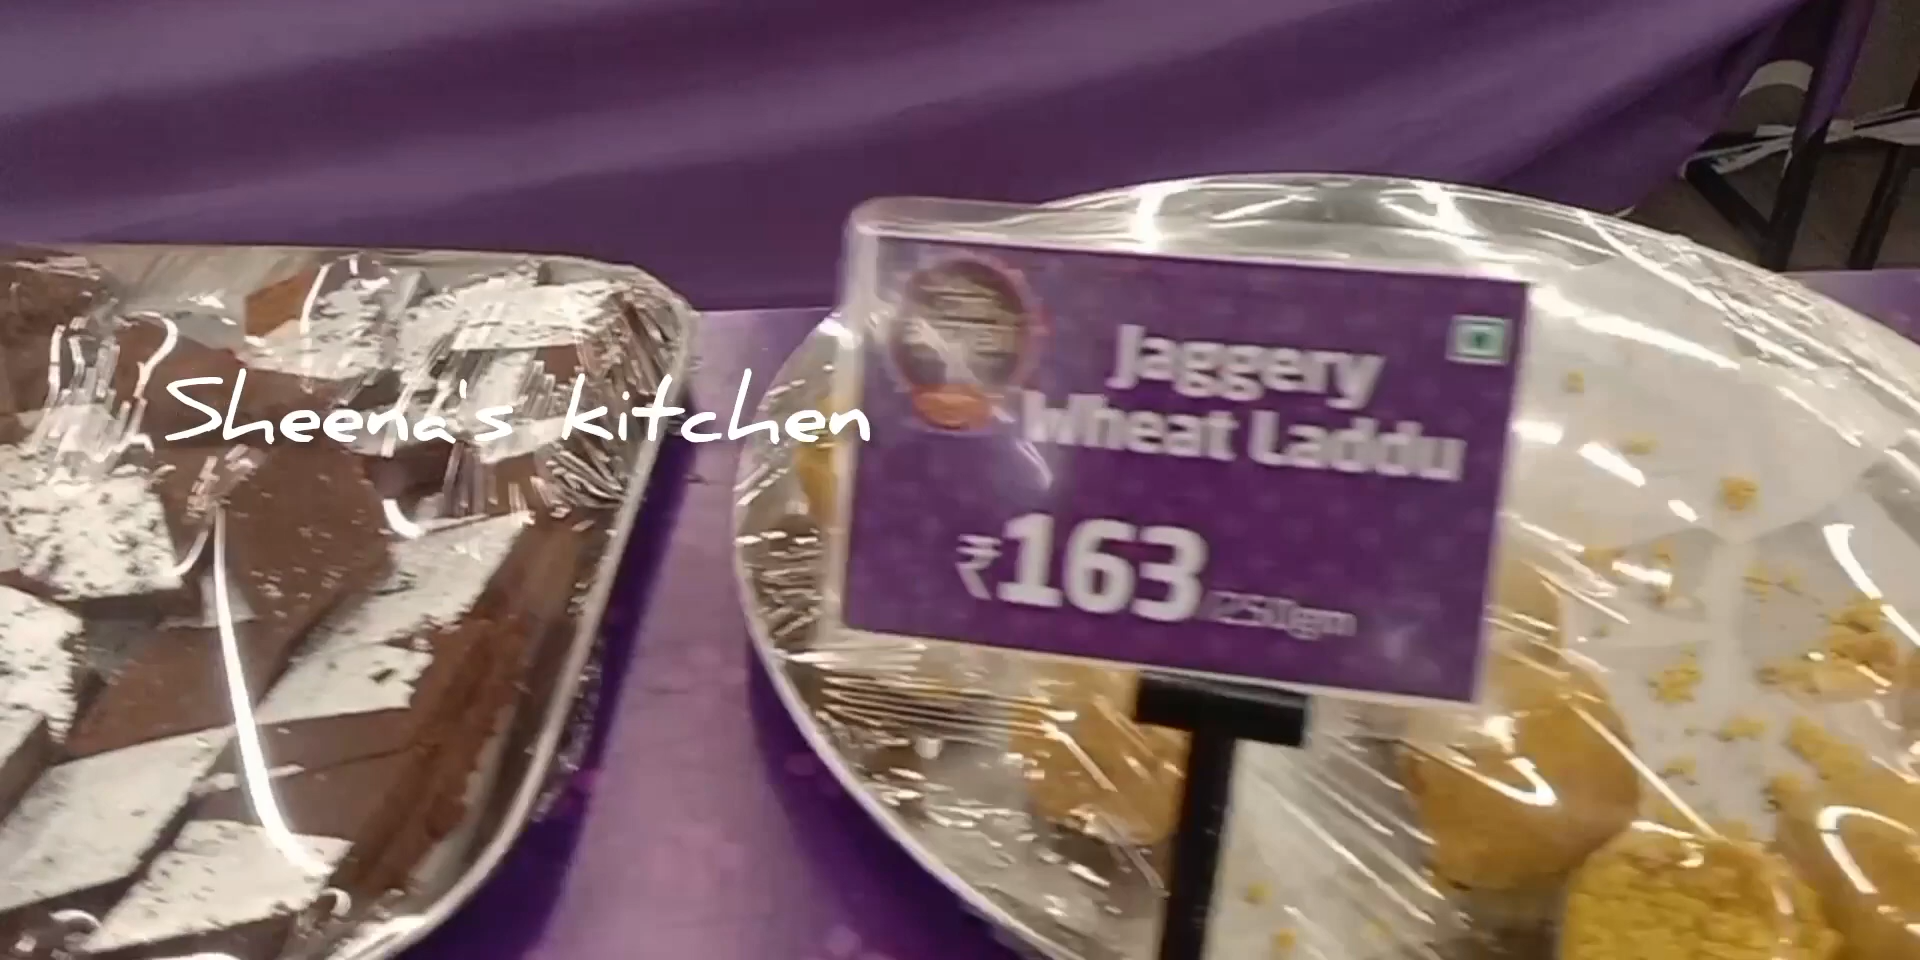 Jaggery
Wheat Laddu
₹163/250gm
Sheena's kitchen